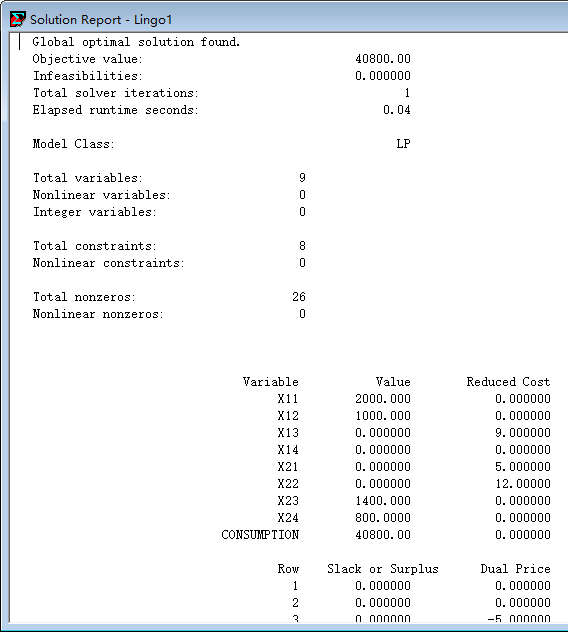 Solution Report - Lingo1
Global optimal solution found.
Objective value: 40800.00
Infeasibilities: 0.000000
Total solver iterations: 1
Elapsed runtime seconds: 0.04
Model Class: LP
Total variables: 9
Nonlinear variables: 0
Integer variables: 0
Total constraints: 8
Nonlinear constraints: 0
Total nonzeros: 26
Nonlinear nonzeros: 0
Variable Value Reduced Cost
X11 2000.000 0.000000
X12 1000.000 0.000000
X13 0.000000 9.000000
X14 0.000000 0.000000
X21 0.000000 5.000000
X22 0.000000 12.00000
X23 1400.000 0.000000
X24 800.0000 0.000000
CONSUMPTION 40800.00 0.000000
Row Slack or Surplus Dual Price
1 0.000000 0.000000
2 0.000000 0.000000
3 0.000000 -5.000000